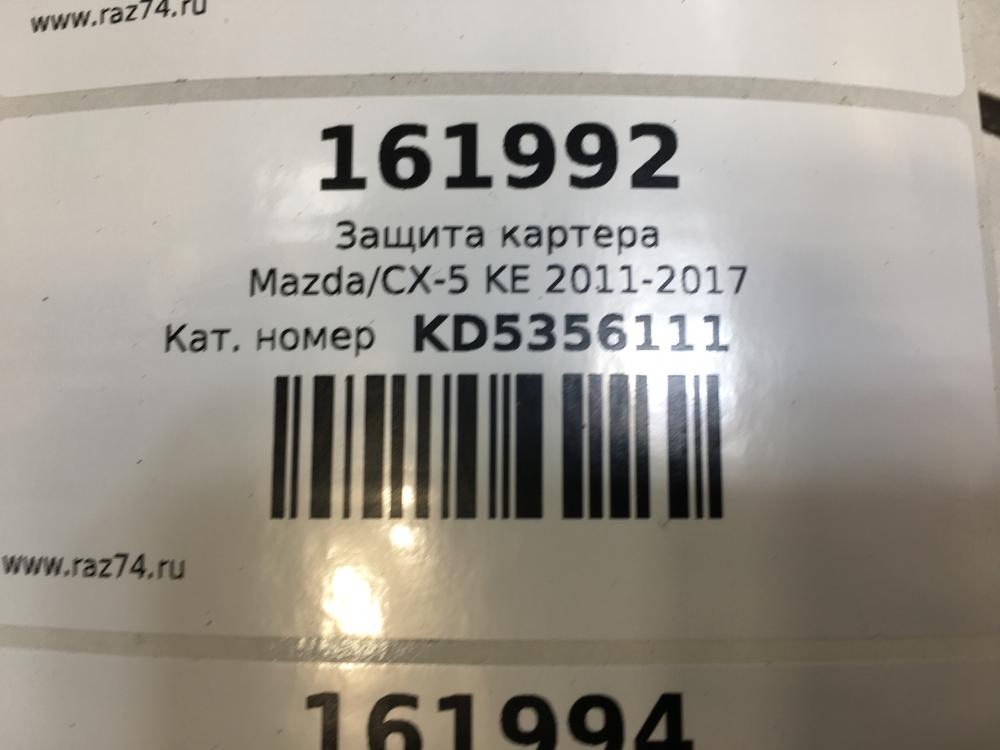 www.raz74.ru
161992
Защита картера
Mazda/CX-5 KE 2011-2017
Кат. номер KD5356111
www.raz74.ru
161994